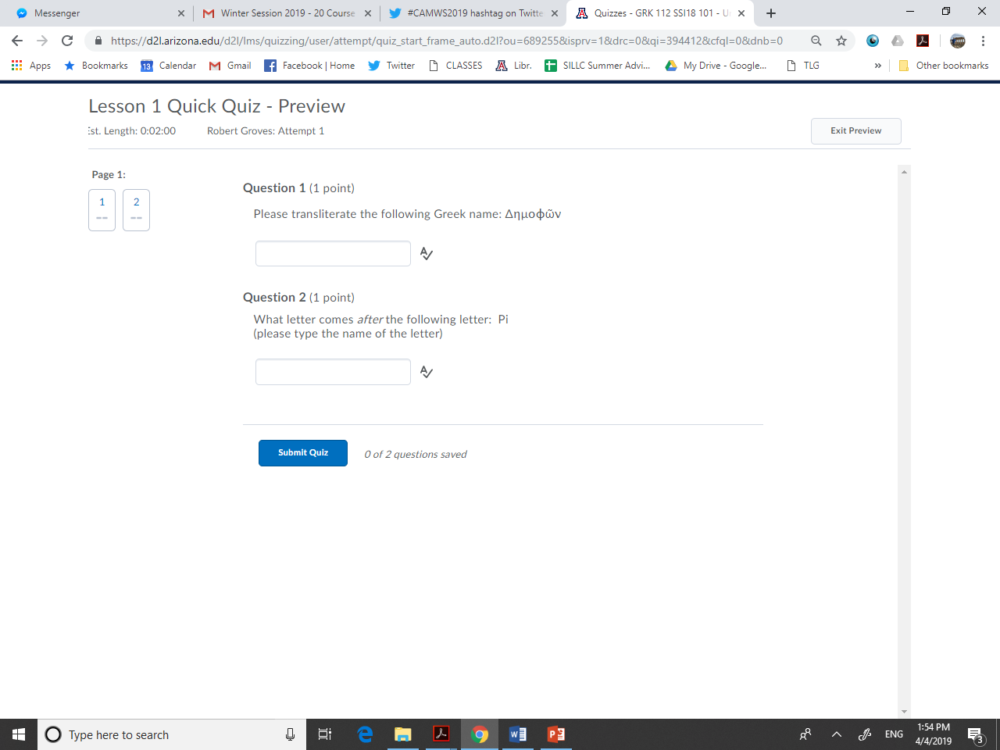 Messenger
Winter Session 2019 - 20 Course
#CAMWS2019 hashtag on Twitte
Quizzes - GRK 112 SSI18 101 - U
https://d2l.arizona.edu/d2l/lms/quizzing/user/attempt/quiz_start_frame_auto.d2l?ou=689255&isprv=1&drc=0&qi=394412&cfql=0&dnb=0
Apps
Bookmarks
13
Calendar
Gmail
Facebook | Home
Twitter
CLASSES
Libr.
SILLC Summer Advi...
My Drive - Google...
TLG
»
Other bookmarks
Lesson 1 Quick Quiz - Preview
Est. Length: 0:02:00
Robert Groves: Attempt 1
Exit Preview
Page 1:
1
--
2
--
Question 1 (1 point)
Please transliterate the following Greek name: Δημοφῶν
Question 2 (1 point)
What letter comes after the following letter: Pi
(please type the name of the letter)
Submit Quiz
0 of 2 questions saved
Type here to search
ENG
1:54 PM
4/4/2019
3